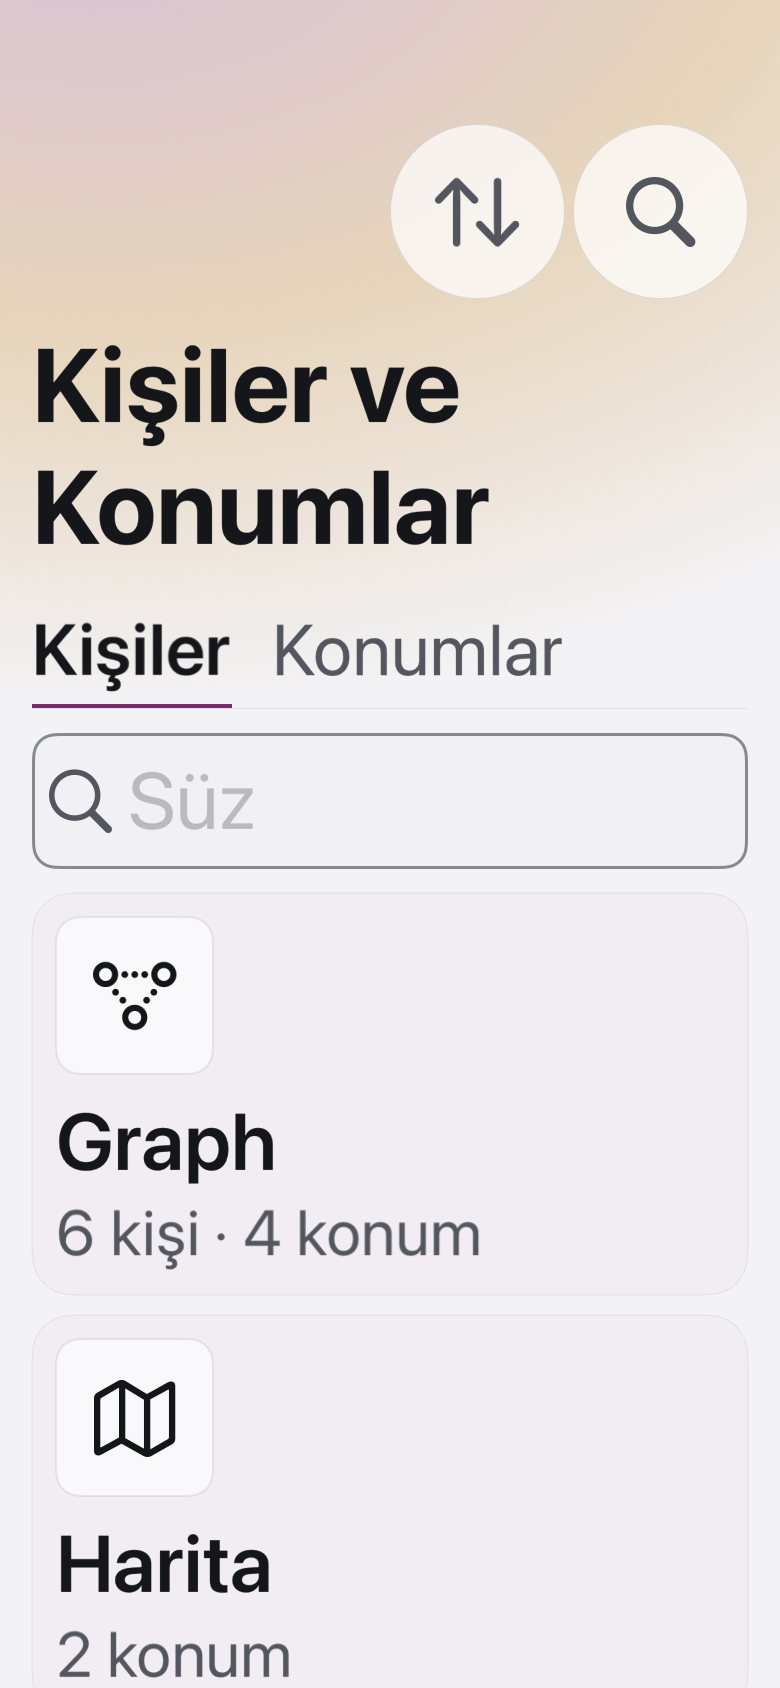 Kişiler ve
Konumlar
Kişiler
Konumlar
Süz
Graph
6 kişi · 4 konum
Harita
2 konum